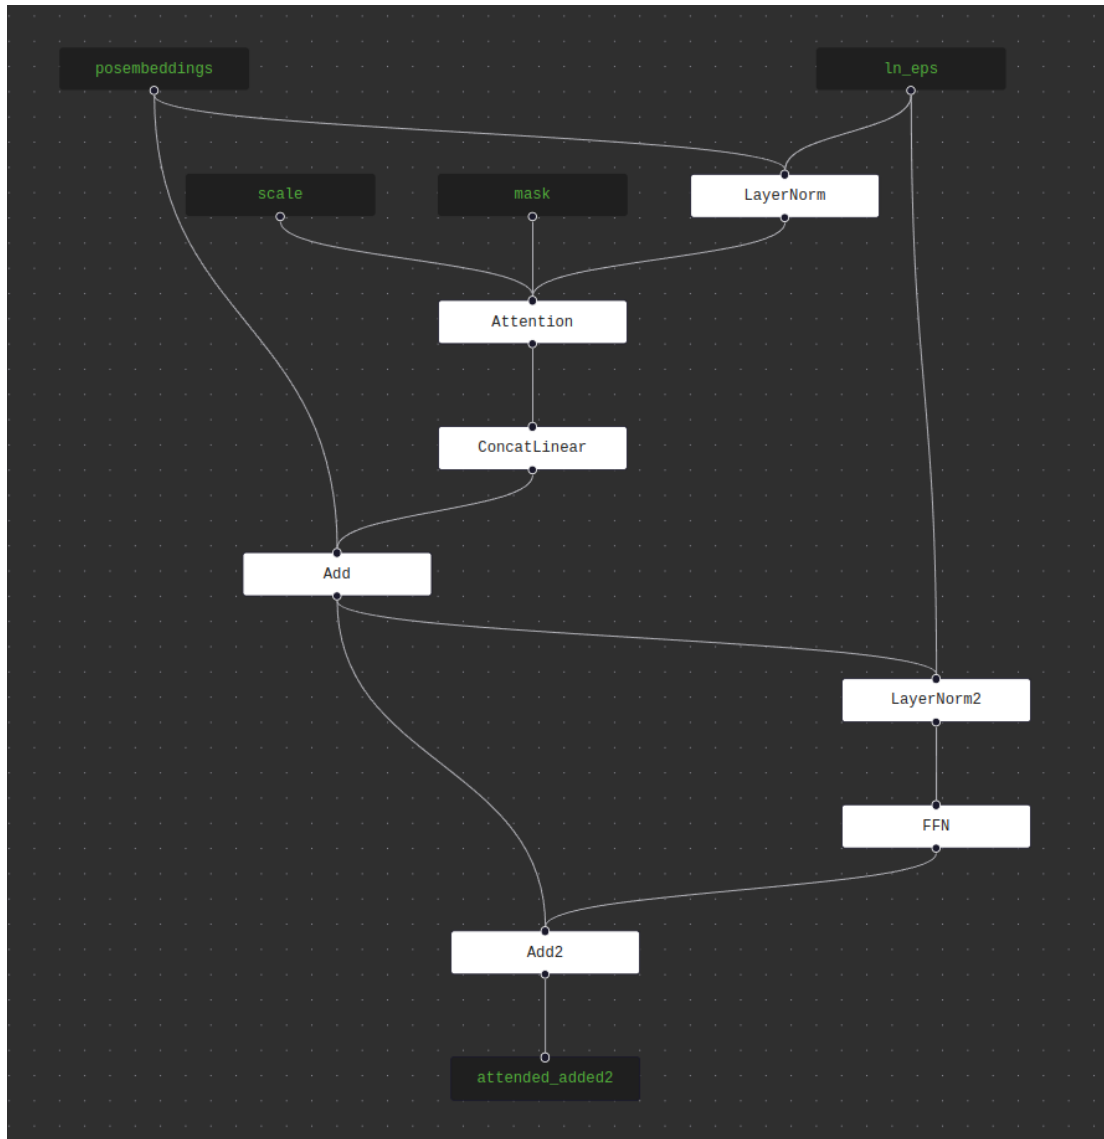 posembeddings
ln_eps
scale
mask
LayerNorm
Attention
ConcatLinear
Add
LayerNorm2
FFN
Add2
attended_added2